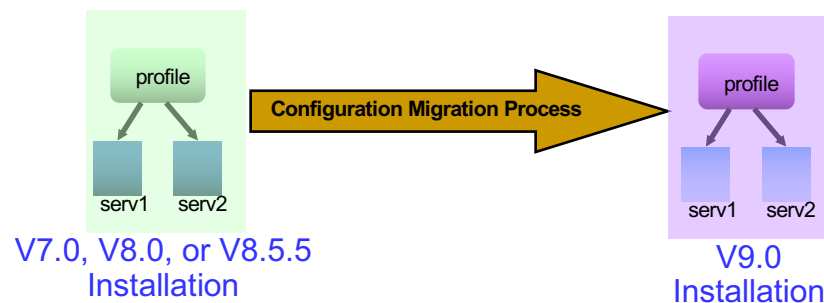 profile
serv1
serv2
V7.0, V8.0, or V8.5.5
Installation
Configuration Migration Process
profile
serv1
serv2
V9.0
Installation